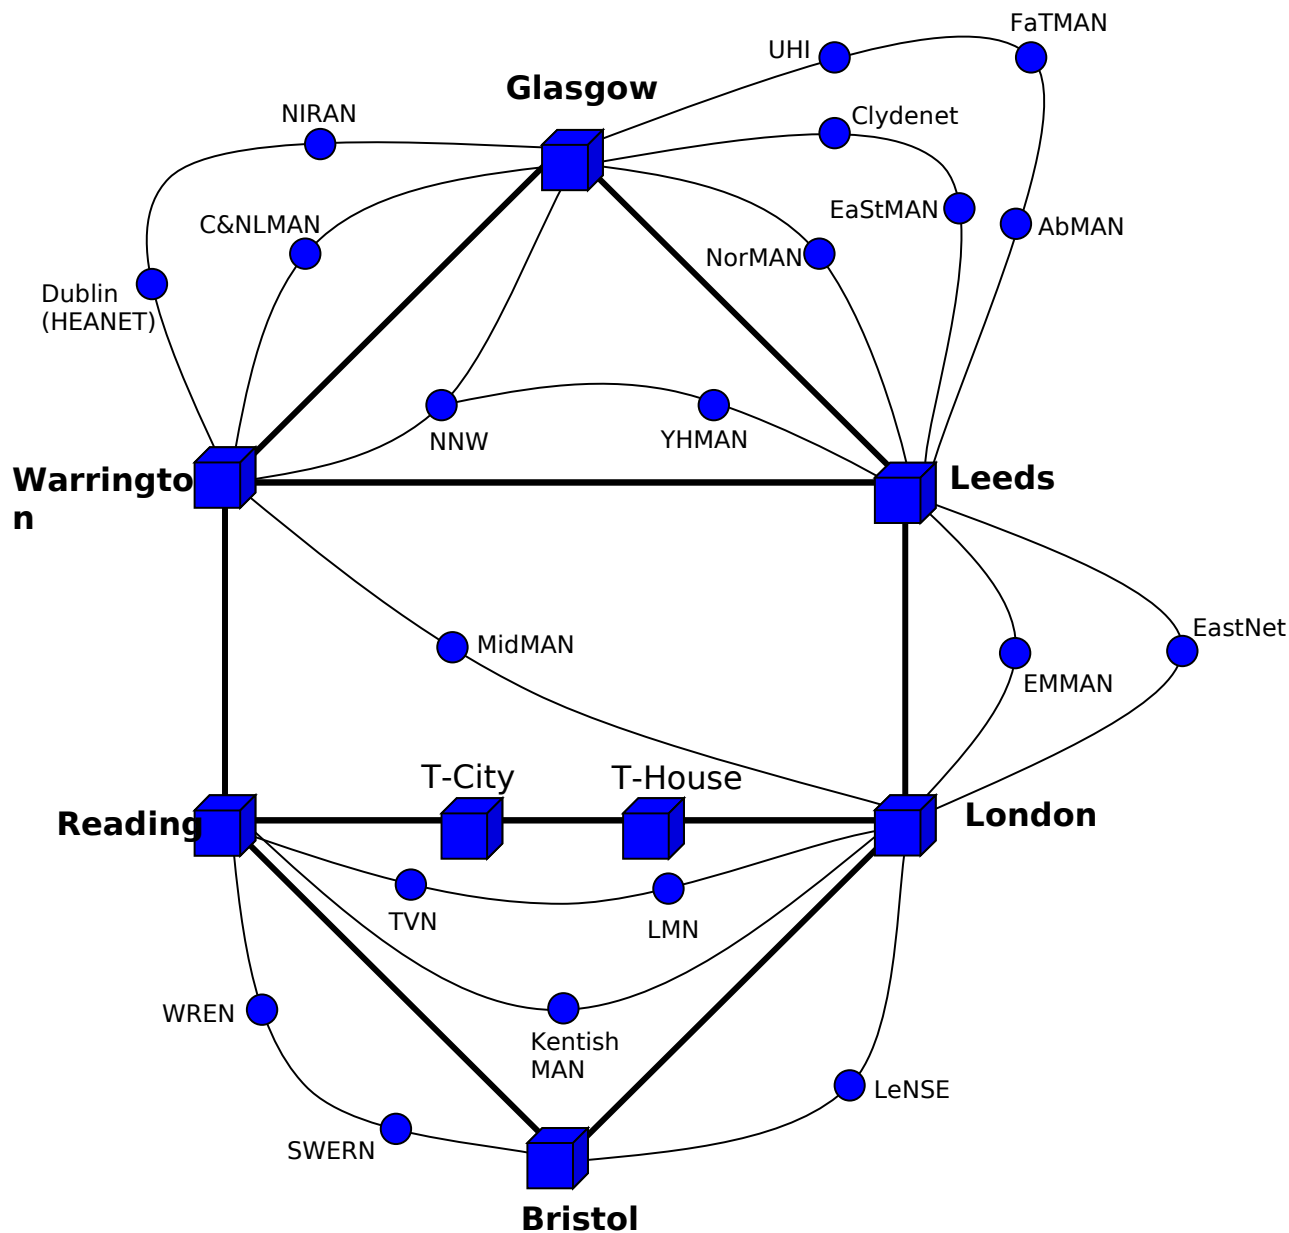 FaTMAN
UHI
Glasgow
NIRAN
Clydenet
C&NLMAN
EaStMAN
AbMAN
NorMAN
Dublin
(HEANET)
NNW
YHMAN
Warringto
n
Leeds
EastNet
MidMAN
EMMAN
T-City
T-House
Reading
London
TVN
LMN
WREN
Kentish
MAN
LeNSE
SWERN
Bristol